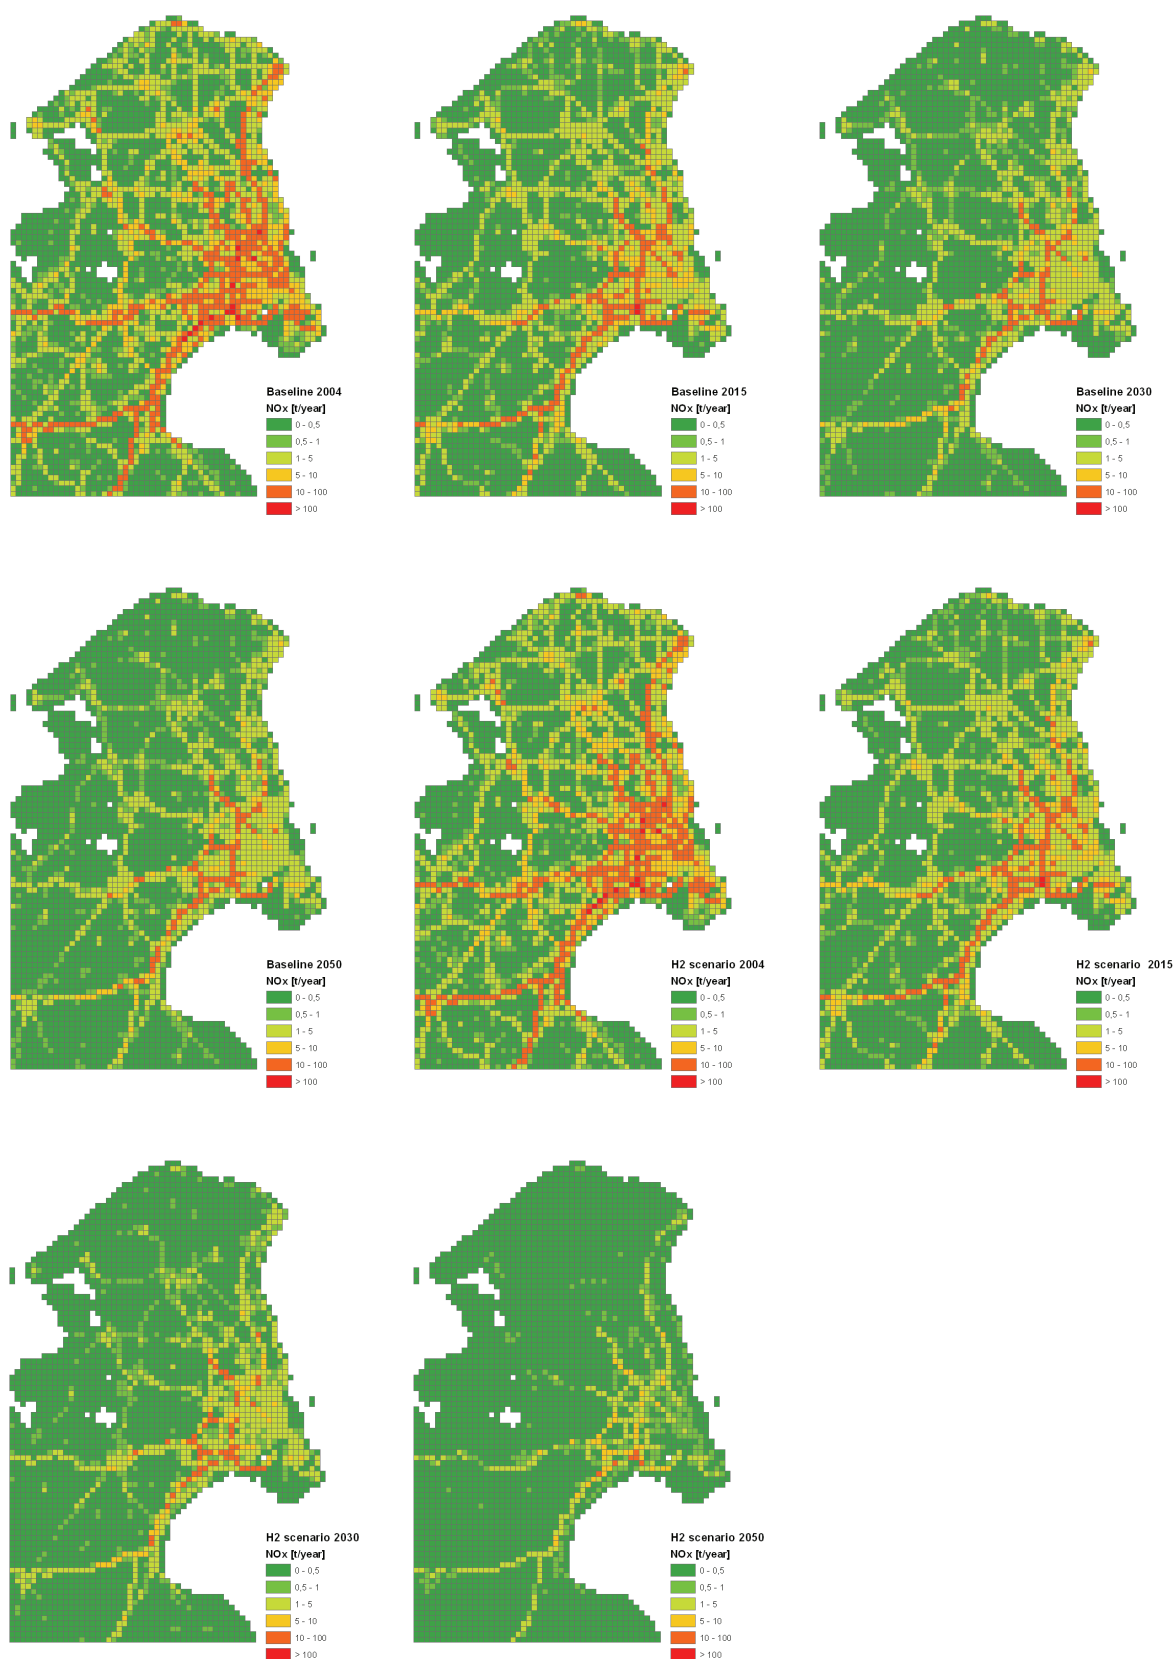 Baseline 2004
NOx [t/year]
0 - 0,5
0,5 - 1
1 - 5
5 - 10
10 - 100
> 100
Baseline 2015
NOx [t/year]
0 - 0,5
0,5 - 1
1 - 5
5 - 10
10 - 100
> 100
Baseline 2030
NOx [t/year]
0 - 0,5
0,5 - 1
1 - 5
5 - 10
10 - 100
> 100
Baseline 2050
NOx [t/year]
0 - 0,5
0,5 - 1
1 - 5
5 - 10
10 - 100
> 100
H2 scenario 2004
NOx [t/year]
0 - 0,5
0,5 - 1
1 - 5
5 - 10
10 - 100
> 100
H2 scenario 2015
NOx [t/year]
0 - 0,5
0,5 - 1
1 - 5
5 - 10
10 - 100
> 100
H2 scenario 2030
NOx [t/year]
0 - 0,5
0,5 - 1
1 - 5
5 - 10
10 - 100
> 100
H2 scenario 2050
NOx [t/year]
0 - 0,5
0,5 - 1
1 - 5
5 - 10
10 - 100
> 100